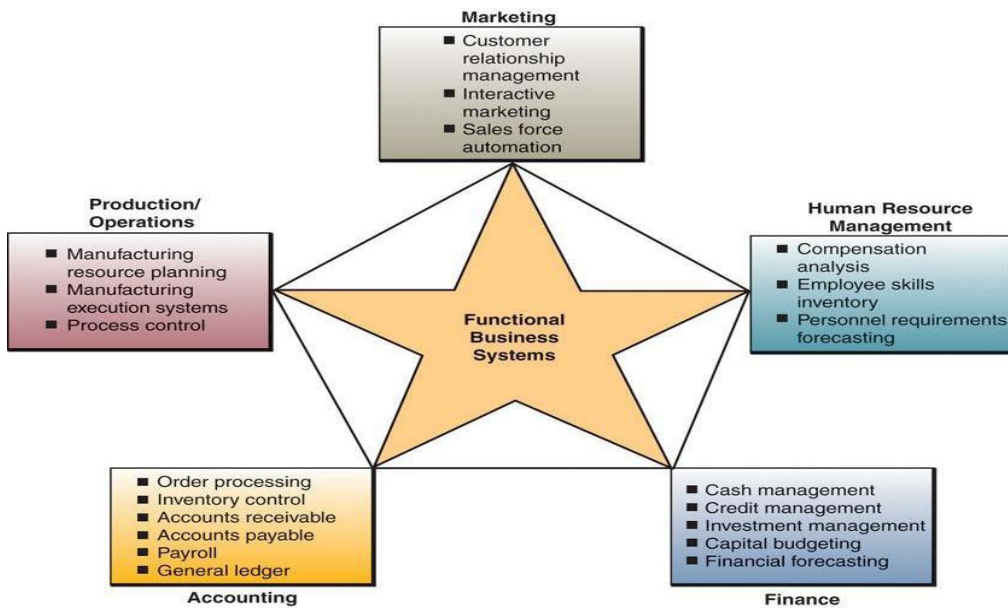 Marketing
■ Customer
relationship
management
■ Interactive
marketing
■ Sales force
automation
Production/
Operations
■ Manufacturing
resource planning
■ Manufacturing
execution systems
■ Process control
Human Resource
Management
■ Compensation
analysis
■ Employee skills
inventory
■ Personnel requirements
forecasting
Functional
Business
Systems
■ Order processing
■ Inventory control
■ Accounts receivable
■ Accounts payable
■ Payroll
■ General ledger
Accounting
■ Cash management
■ Credit management
■ Investment management
■ Capital budgeting
■ Financial forecasting
Finance